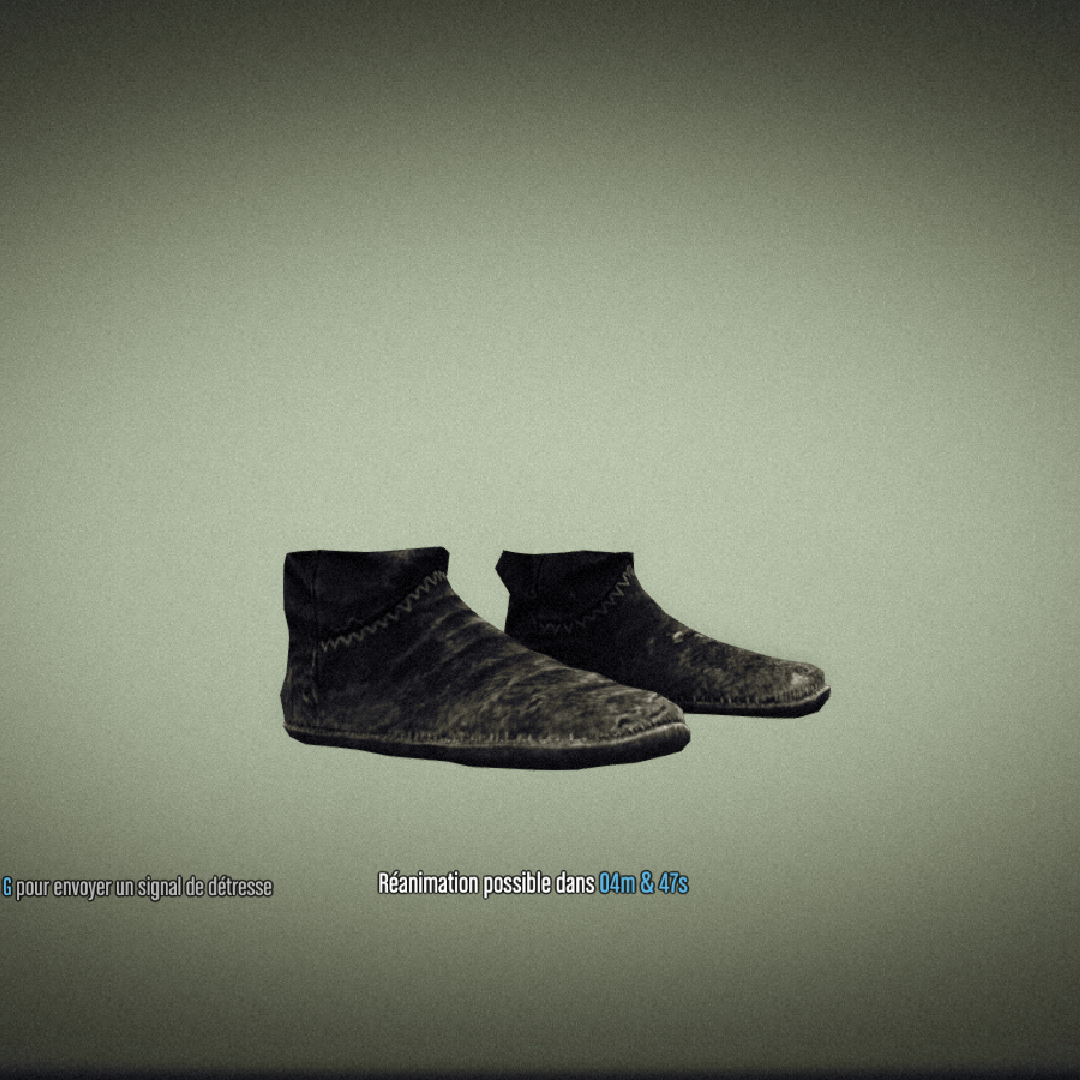 G pour envoyer un signal de détresse
Réanimation possible dans 04m & 47s